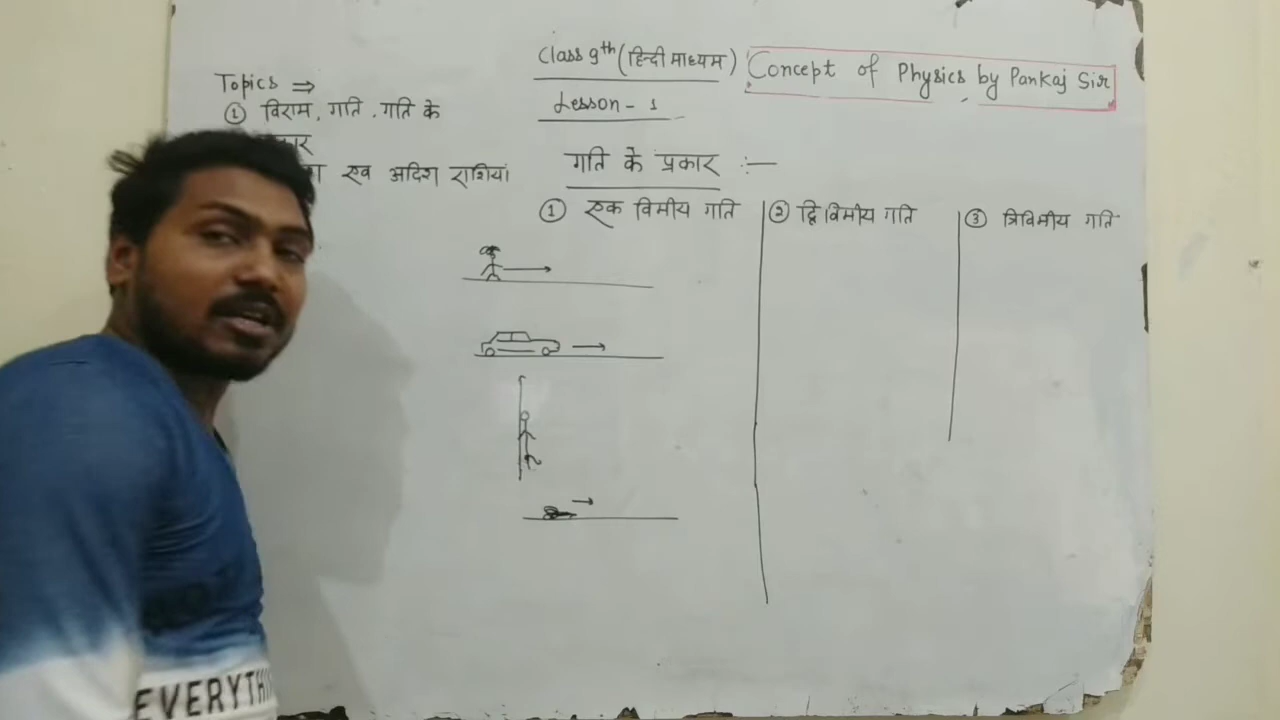 Class 9th (हिन्दी माध्यम)
Concept of Physics by Pankaj Sir
Lesson - 1
Topics ⇒
① विराम, गति, गति के
एवं अदिश राशियां
गति के प्रकार :-
① एक विमीय गति
② द्विविमीय गति
③ त्रिविमीय गति
EVERYTHI